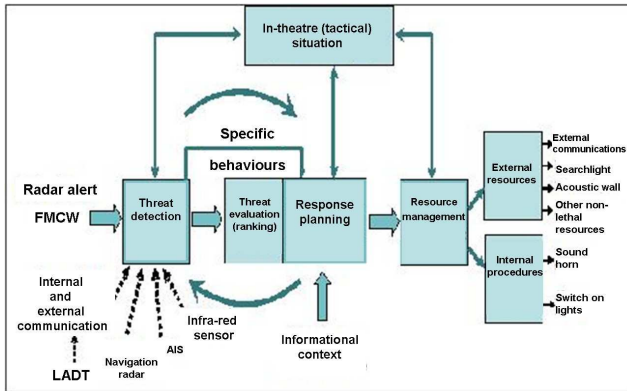 In-theatre (tactical)
situation
Specific
behaviours
Radar alert
FMCW
Threat
detection
Threat
evaluation
(ranking)
Response
planning
Resource
management
External
resources
Internal
procedures
External
communications
Searchlight
Acoustic wall
Other non-
lethal
resources
Sound
horn
Switch on
lights
Internal
and
external
communication
LADT
Navigation
radar
AIS
Infra-red
sensor
Informational
context